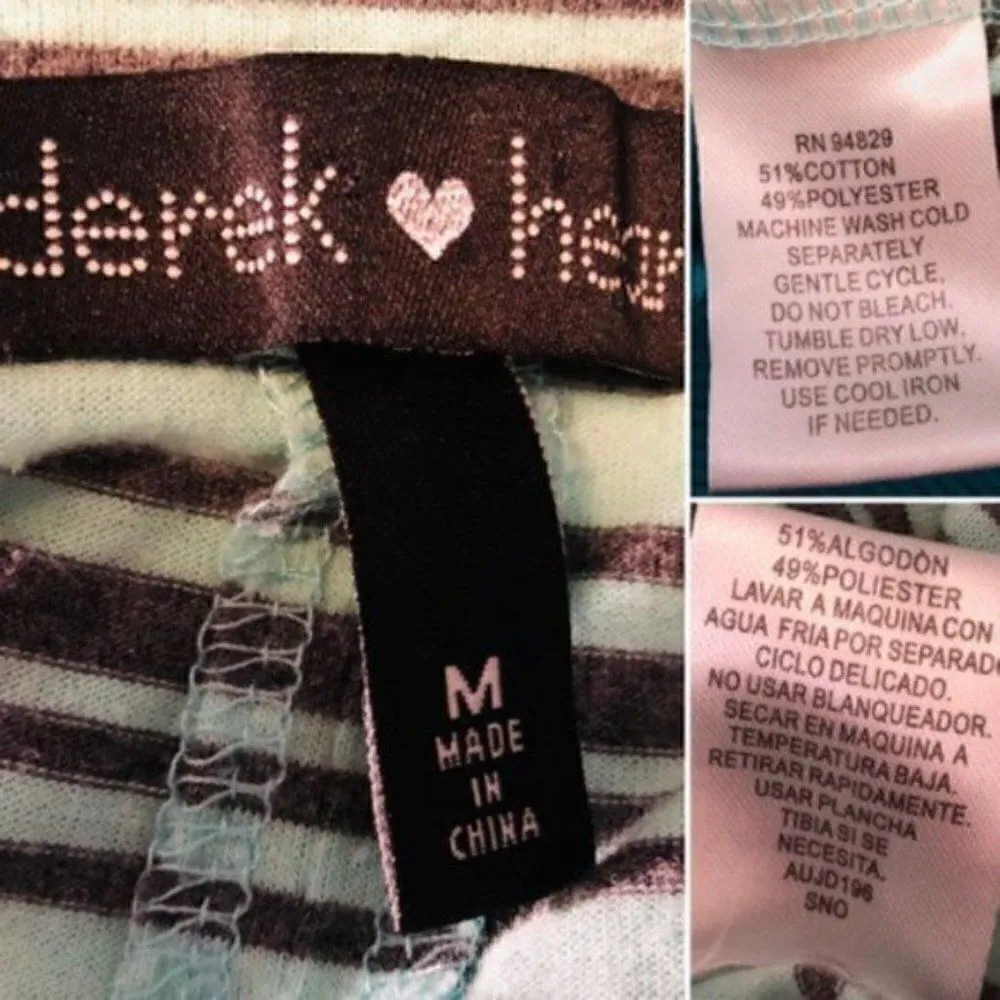 derek ♥ hear
M
MADE
IN
CHINA
RN 94829
51%COTTON
49%POLYESTER
MACHINE WASH COLD
SEPARATELY
GENTLE CYCLE,
DO NOT BLEACH.
TUMBLE DRY LOW,
REMOVE PROMPTLY.
USE COOL IRON
IF NEEDED.
51%ALGODÒN
49%POLIESTER
LAVAR A MAQUINA CON
AGUA FRIA POR SEPARADO
CICLO DELICADO.
NO USAR BLANQUEADOR.
SECAR EN MAQUINA A
TEMPERATURA BAJA.
RETIRAR RAPIDAMENTE.
USAR PLANCHA
TIBIA SI SE
NECESITA.
AUJD196
SNO